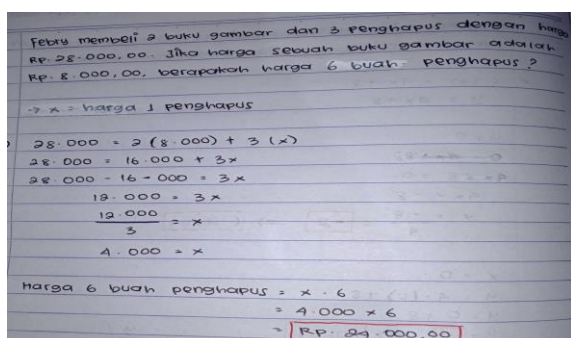 Febry membeli 2 buku gambar dan 3 penghapus dengan harga
Rp. 28.000,00. Jika harga sebuah buku gambar adalah
Rp. 8.000,00, berapakah harga 6 buah penghapus?
→ x = harga 1 penghapus
28.000 = 2 (8.000) + 3 (x)
28.000 = 16.000 + 3x
28.000 - 16-000 = 3x
12.000 = 3x
12.000
3
= x
4.000 = x
Harga 6 buah penghapus = x . 6
= 4.000 × 6
= Rp. 24.000,00